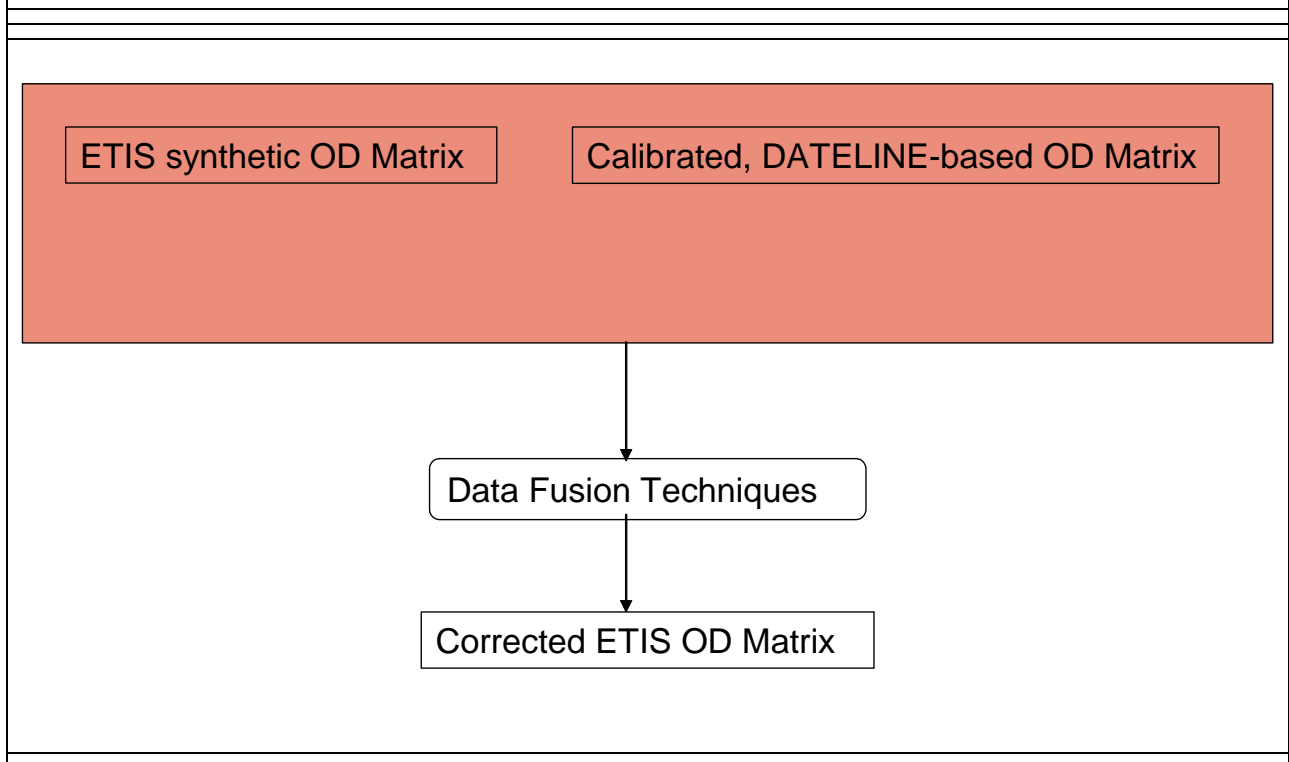 ETIS synthetic OD Matrix
Calibrated, DATELINE-based OD Matrix
Data Fusion Techniques
Corrected ETIS OD Matrix